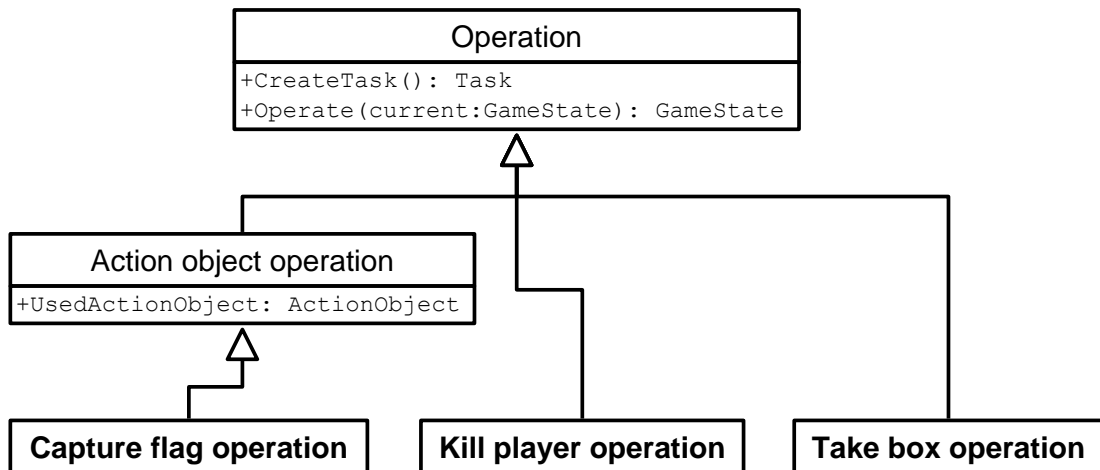 Operation
+CreateTask(): Task
+Operate(current:GameState): GameState
Action object operation
+UsedActionObject: ActionObject
Capture flag operation
Kill player operation
Take box operation